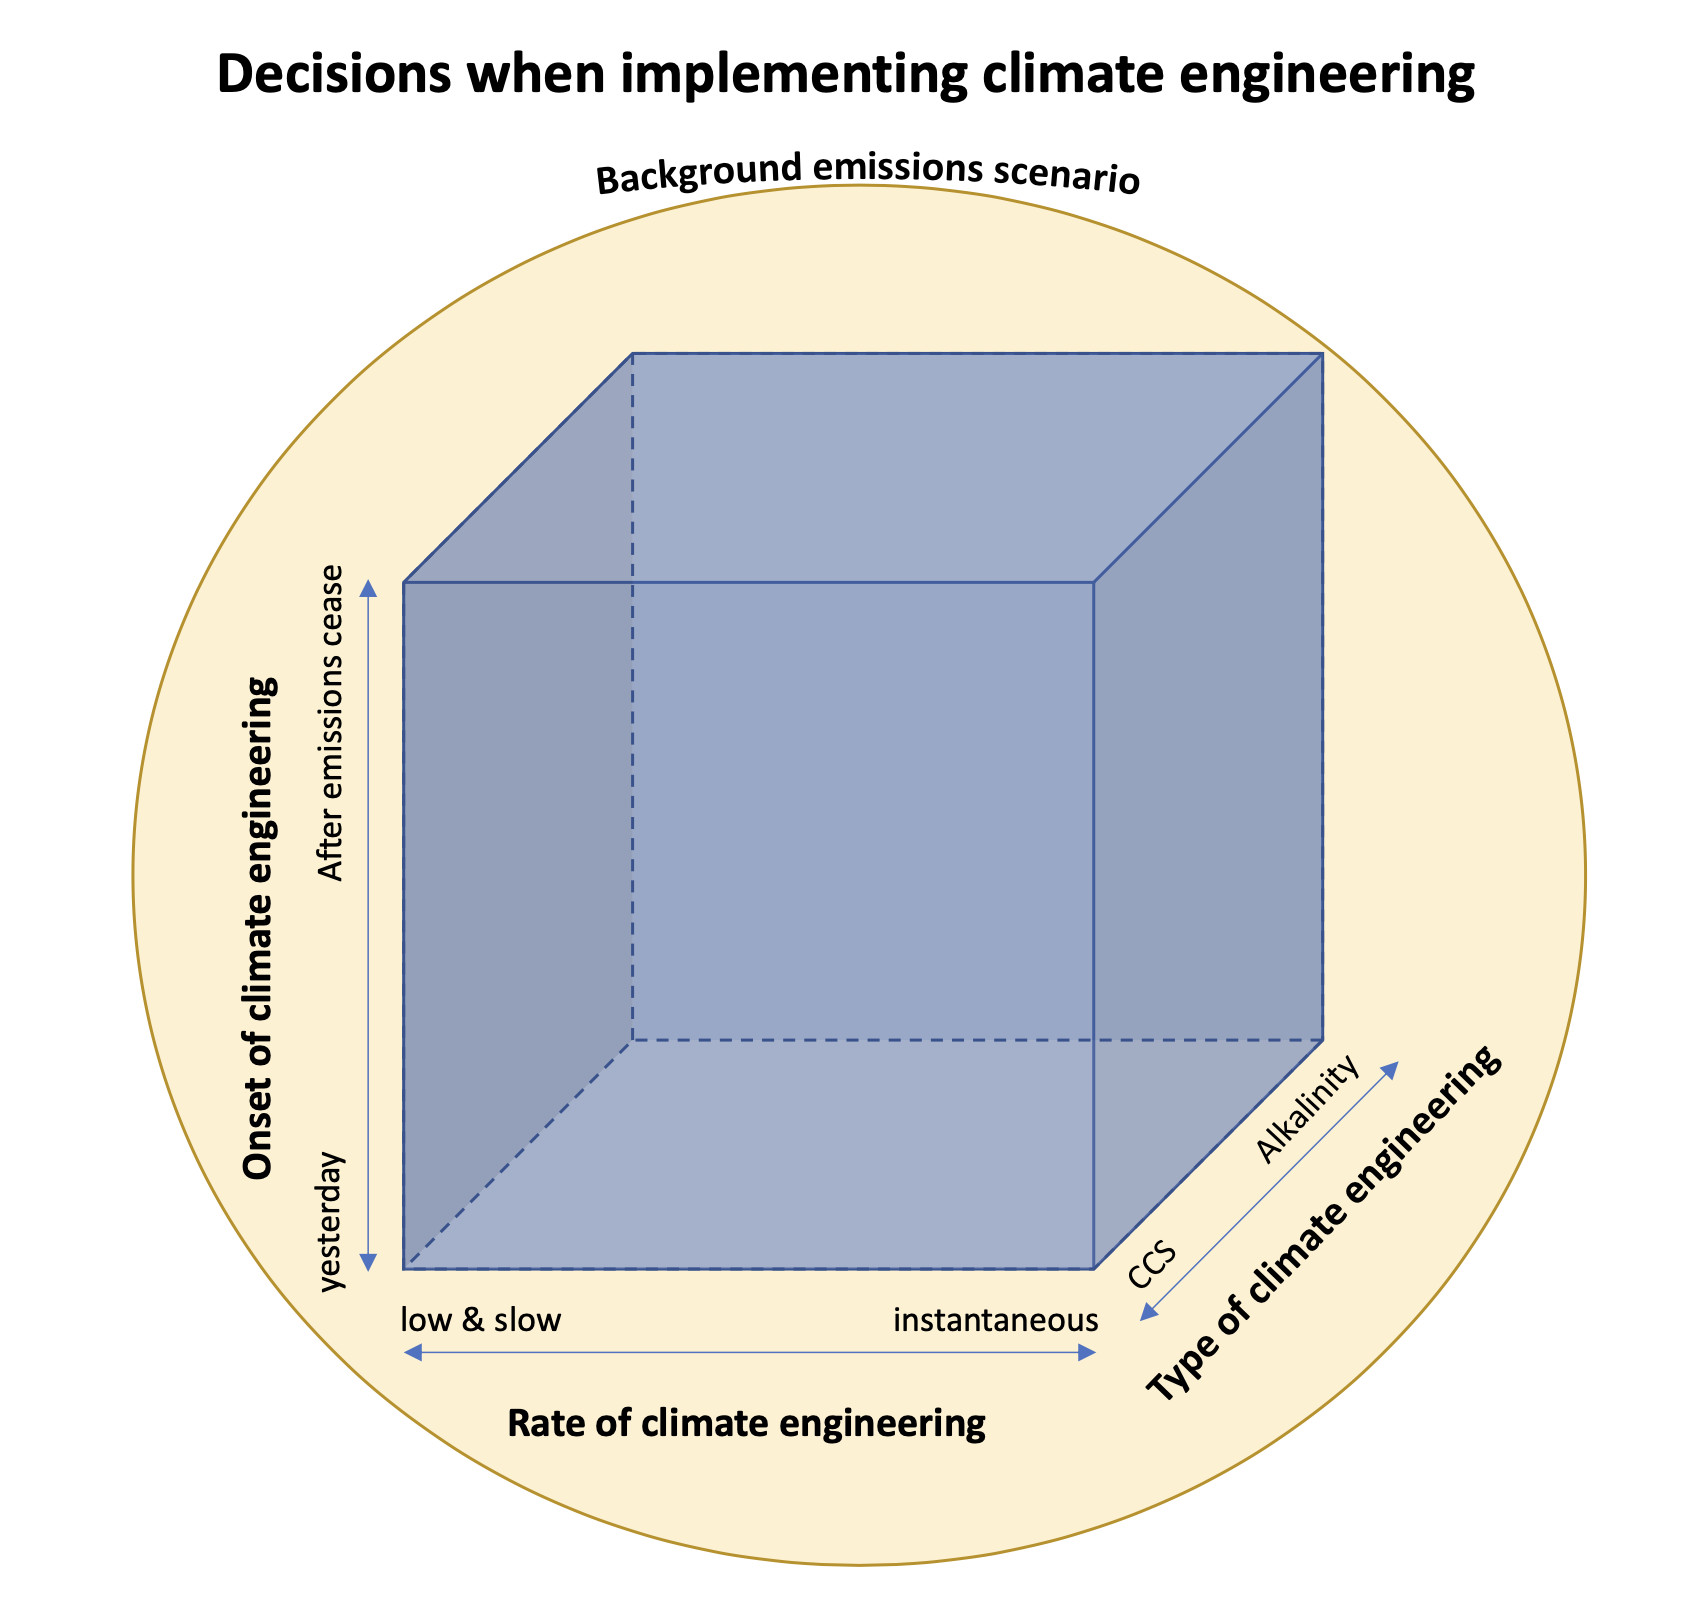 Decisions when implementing climate engineering
Background emissions scenario
After emissions cease
Onset of climate engineering
yesterday
Alkalinity
CCS
Type of climate engineering
low & slow
instantaneous
Rate of climate engineering